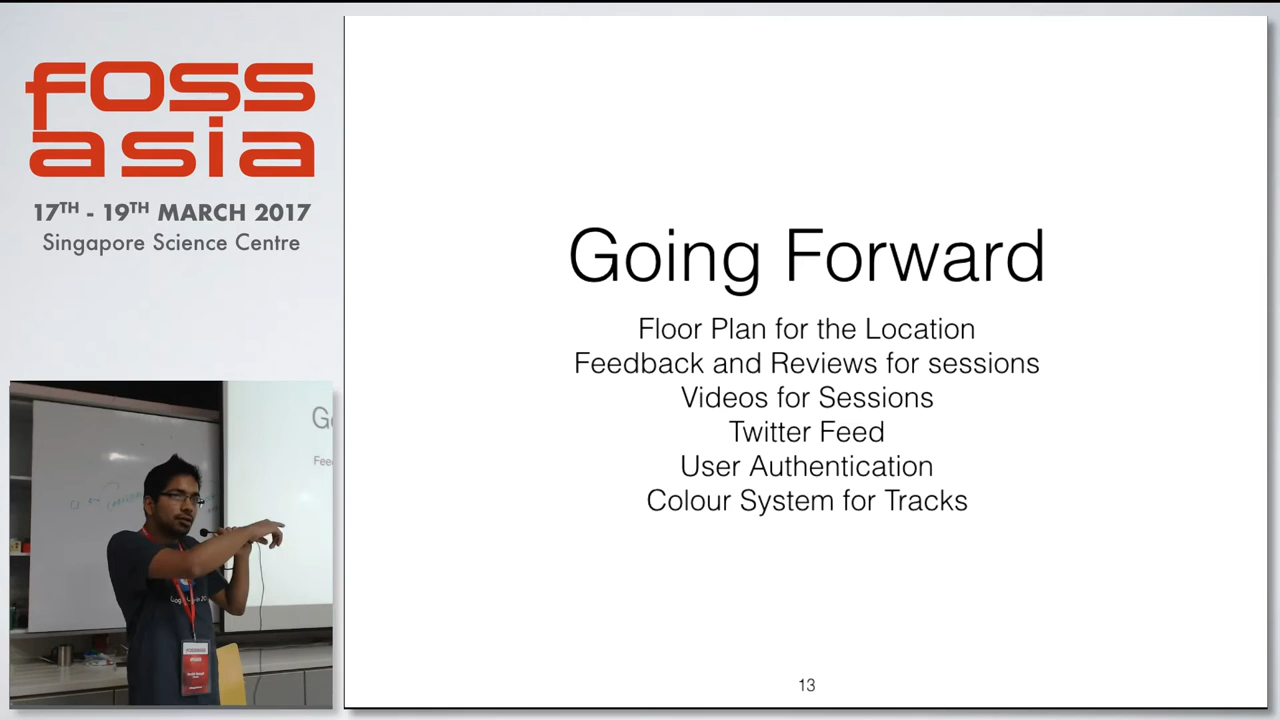 foss
asia
17TH - 19TH MARCH 2017
Singapore Science Centre
Going Forward
Floor Plan for the Location
Feedback and Reviews for sessions
Videos for Sessions
Twitter Feed
User Authentication
Colour System for Tracks
13